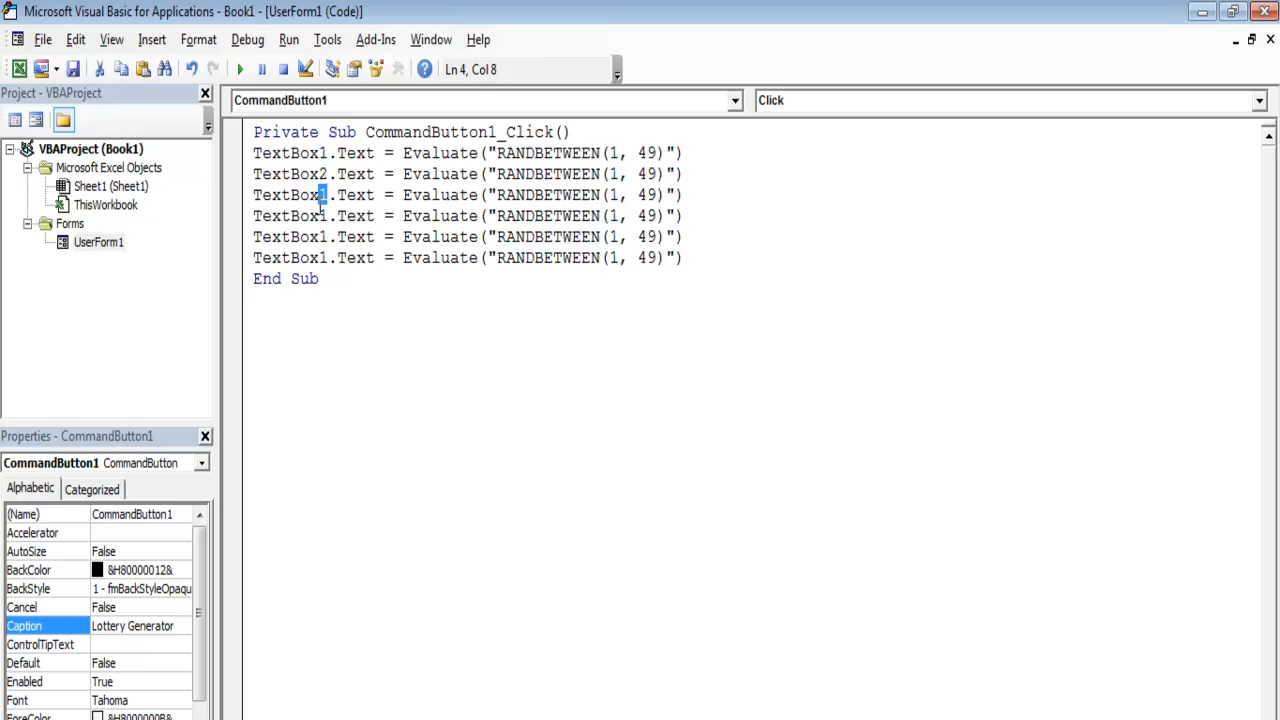 Microsoft Visual Basic for Applications - Book1 - [UserForm1 (Code)]
File Edit View Insert Format Debug Run Tools Add-Ins Window Help
Ln 4, Col 8
Project - VBAProject
VBAProject (Book1)
Microsoft Excel Objects
Sheet1 (Sheet1)
ThisWorkbook
Forms
UserForm1
Properties - CommandButton1
CommandButton1 CommandButton
Alphabetic Categorized
(Name) CommandButton1
Accelerator
AutoSize False
BackColor &H80000012&
BackStyle 1 - fmBackStyleOpaqu
Cancel False
Caption Lottery Generator
ControlTipText
Default False
Enabled True
Font Tahoma
ForeColor &H8000000B&
CommandButton1 Click
Private Sub CommandButton1_Click()
TextBox1.Text = Evaluate("RANDBETWEEN(1, 49)")
TextBox2.Text = Evaluate("RANDBETWEEN(1, 49)")
TextBox1.Text = Evaluate("RANDBETWEEN(1, 49)")
TextBox1.Text = Evaluate("RANDBETWEEN(1, 49)")
TextBox1.Text = Evaluate("RANDBETWEEN(1, 49)")
TextBox1.Text = Evaluate("RANDBETWEEN(1, 49)")
End Sub